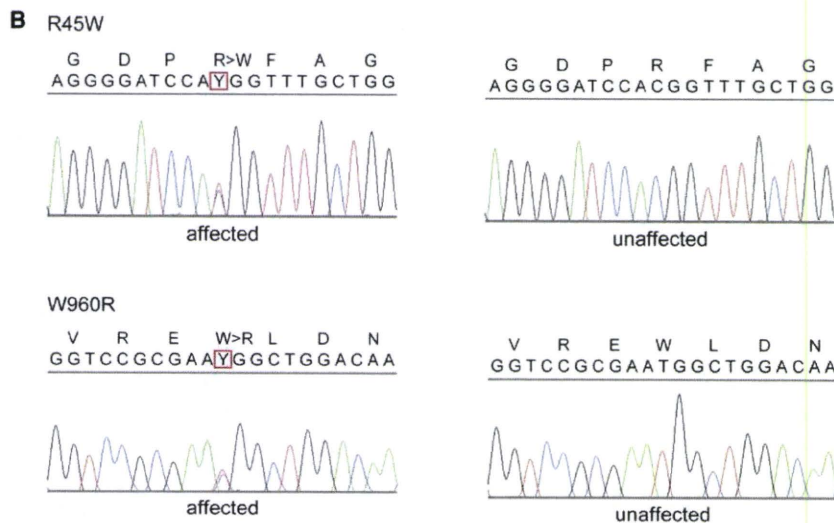 B
R45W
G D P R>W F A G
AGGGGATCCAYGGTTTGCTGG
affected
G D P R F A G
AGGGGATCCACGGTTTGCTGG
unaffected
W960R
V R E W>R L D N
GGTCCGCGAAYGGCTGGACAA
affected
V R E W L D N
GGTCCGCGAATGGCTGGACAA
unaffected